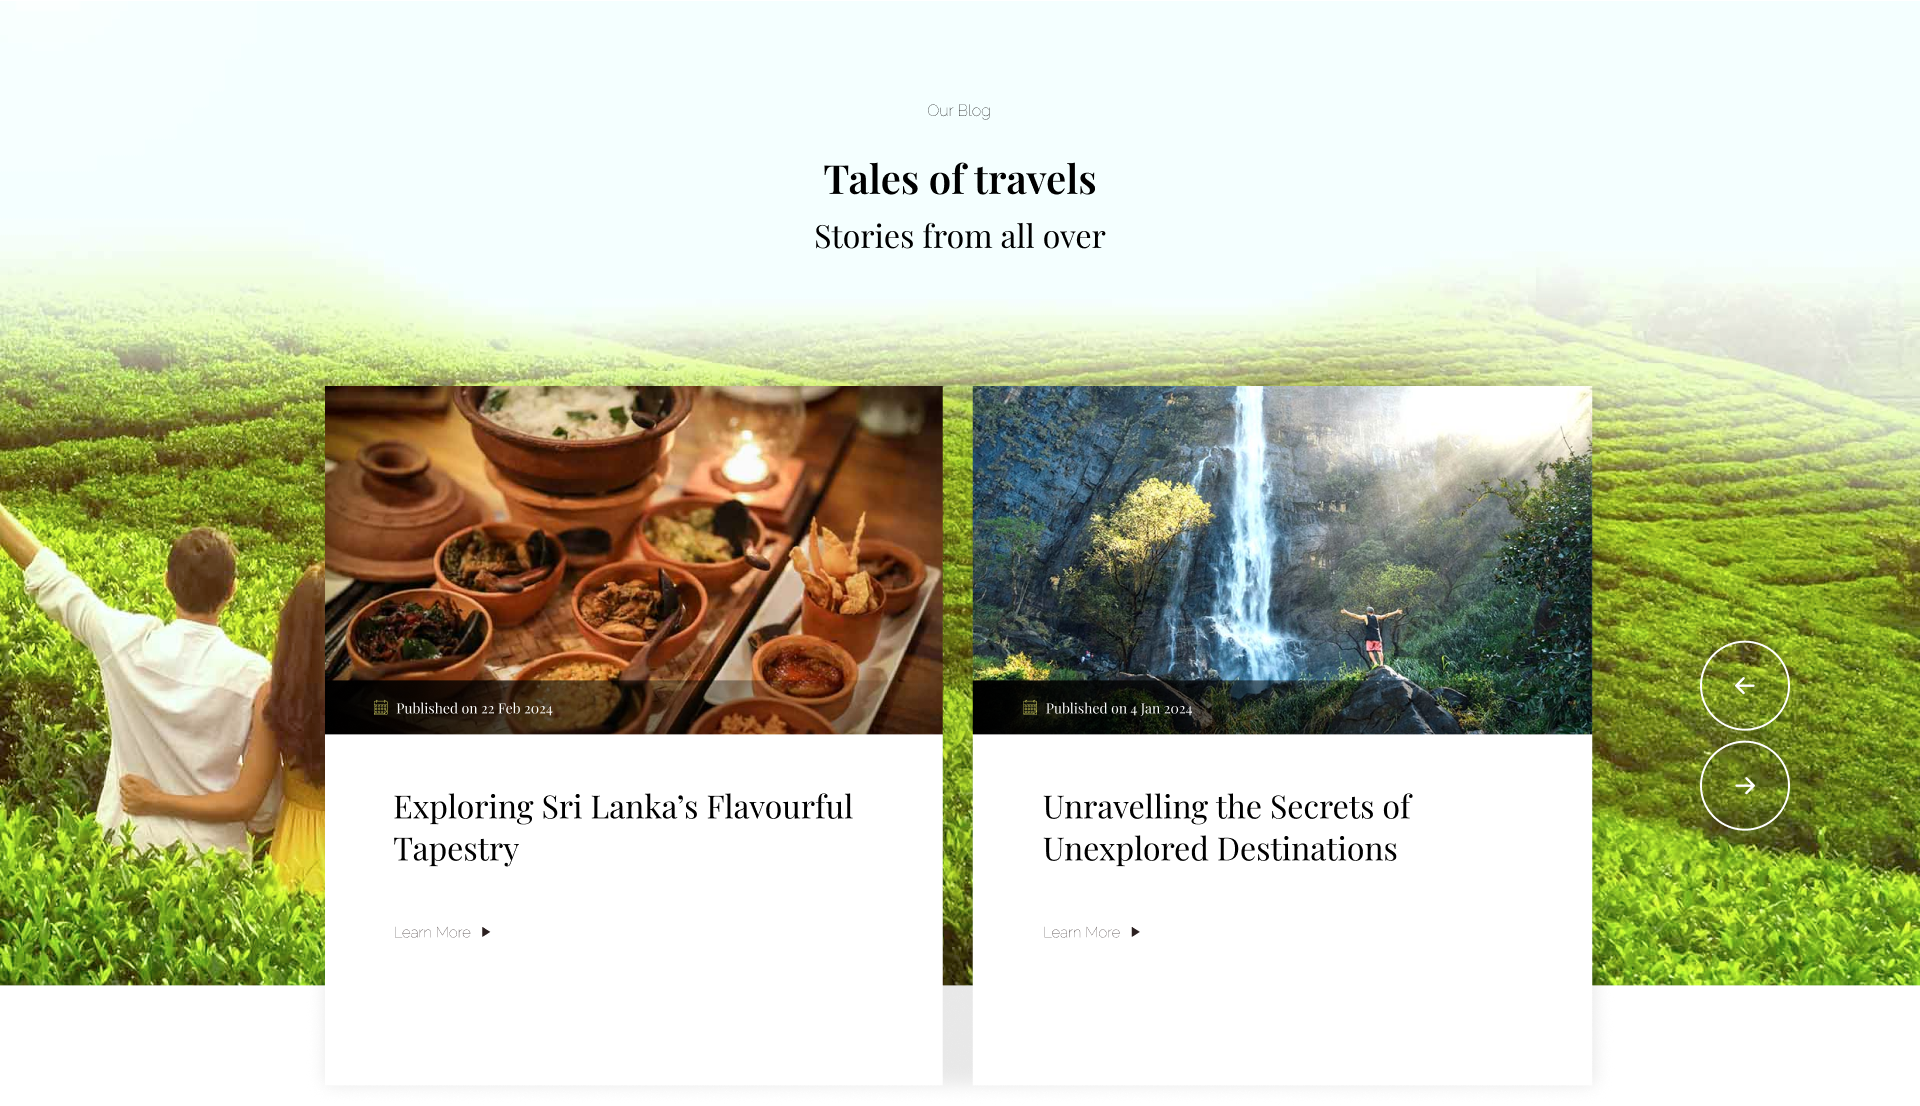 Our Blog
Tales of travels
Stories from all over
Published on 22 Feb 2024
Published on 4 Jan 2024
Exploring Sri Lanka’s Flavourful
Tapestry
Unravelling the Secrets of
Unexplored Destinations
Learn More
Learn More